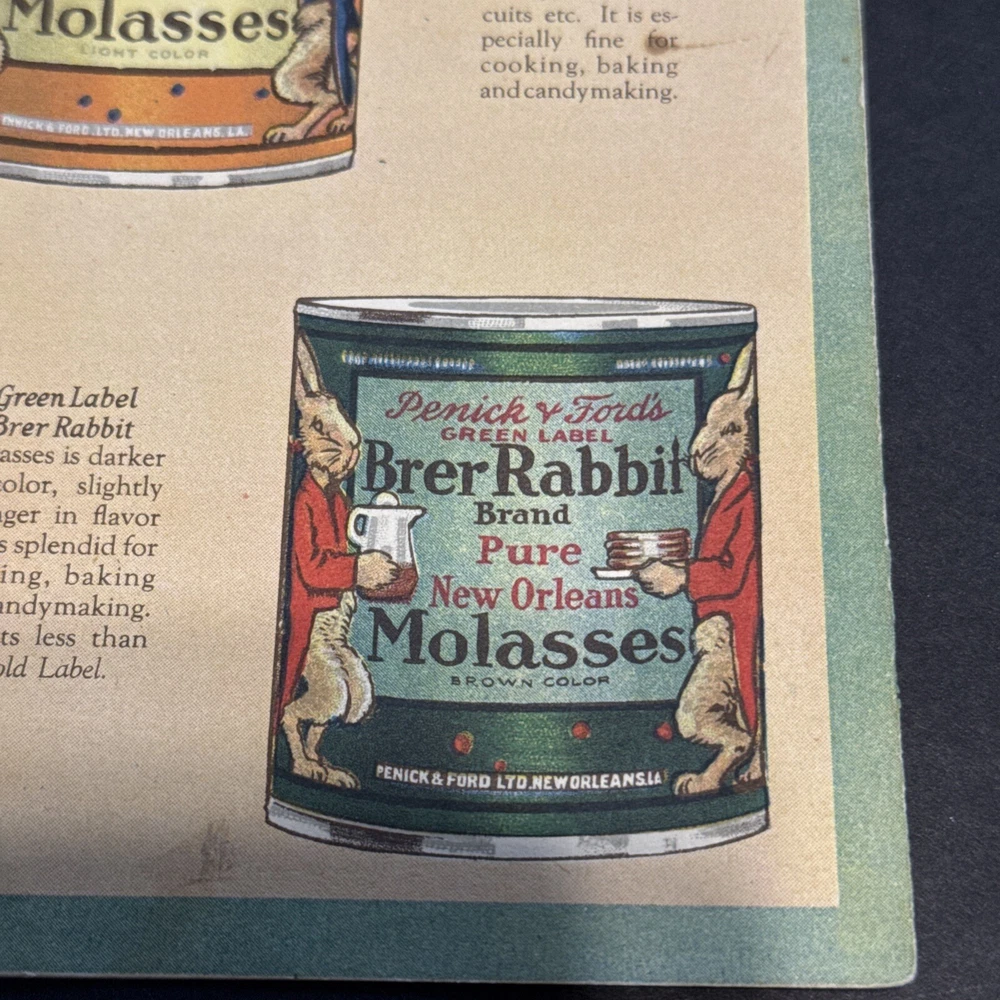 Molasses
LIGHT COLOR
PENICK & FORD. LTD. NEW ORLEANS. LA.
cuits etc. It is es-
pecially fine for
cooking, baking
and candymaking.
Green Label
Brer Rabbit
asses is darker
color, slightly
ger in flavor
s splendid for
ing, baking
andymaking.
ts less than
old Label.
Penick & Ford's
GREEN LABEL
Brer Rabbit
Brand
Pure
New Orleans
Molasses
BROWN COLOR
PENICK & FORD LTD. NEW ORLEANS. LA